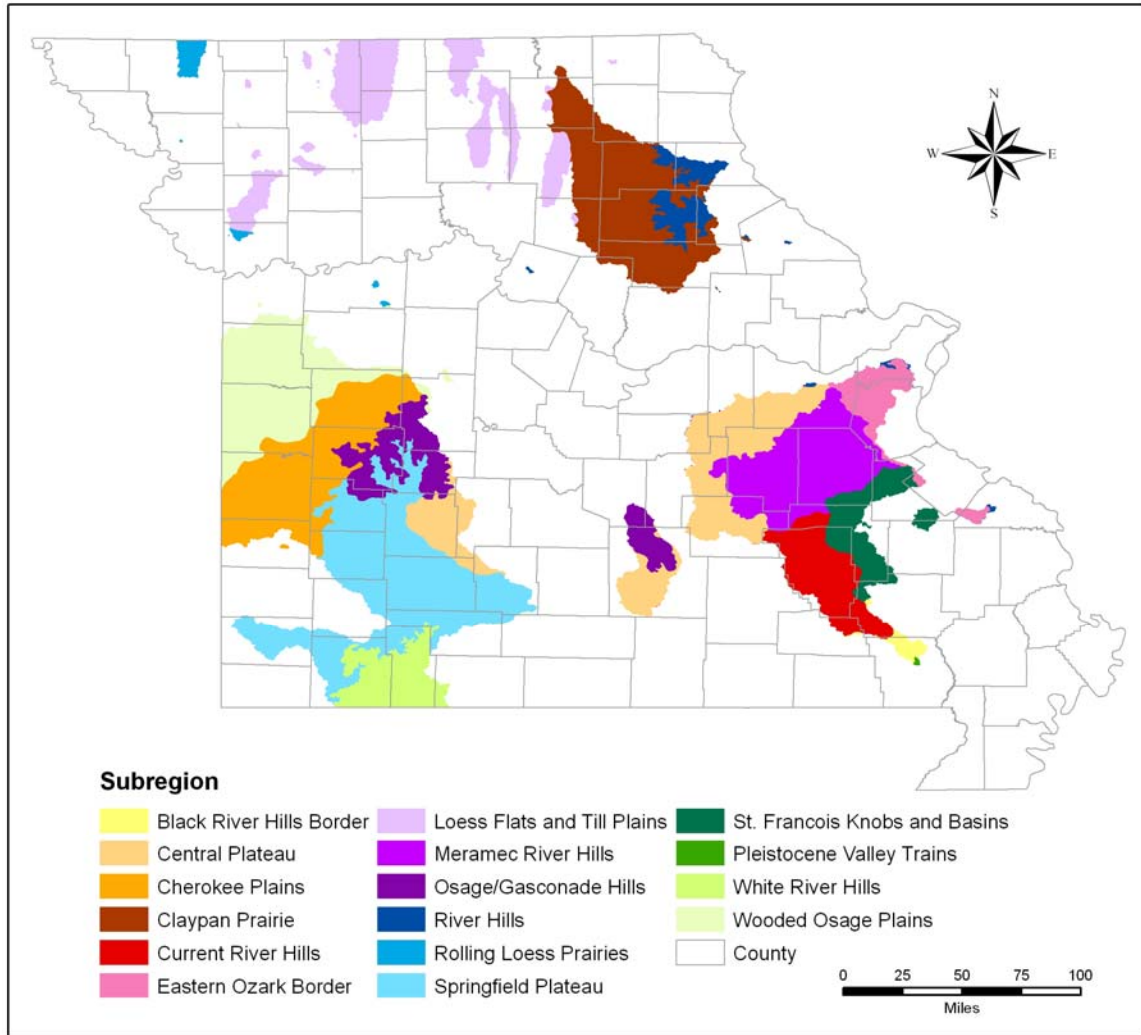 N
W E
S
Subregion
Black River Hills Border
Central Plateau
Cherokee Plains
Claypan Prairie
Current River Hills
Eastern Ozark Border
Loess Flats and Till Plains
Meramec River Hills
Osage/Gasconade Hills
River Hills
Rolling Loess Prairies
Springfield Plateau
St. Francois Knobs and Basins
Pleistocene Valley Trains
White River Hills
Wooded Osage Plains
County
0 25 50 75 100
Miles